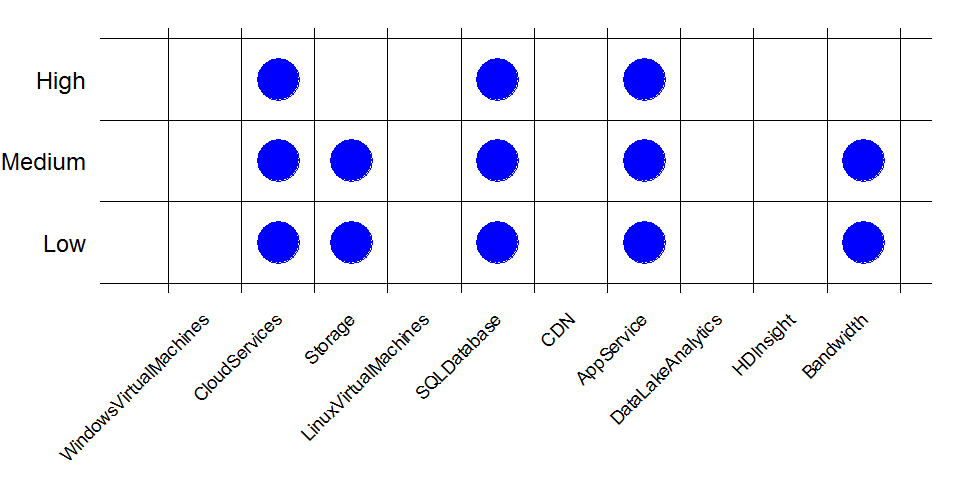 High
Medium
Low
WindowsVirtualMachines
CloudServices
Storage
LinuxVirtualMachines
SQLDatabase
CDN
AppService
DataLakeAnalytics
HDInsight
Bandwidth